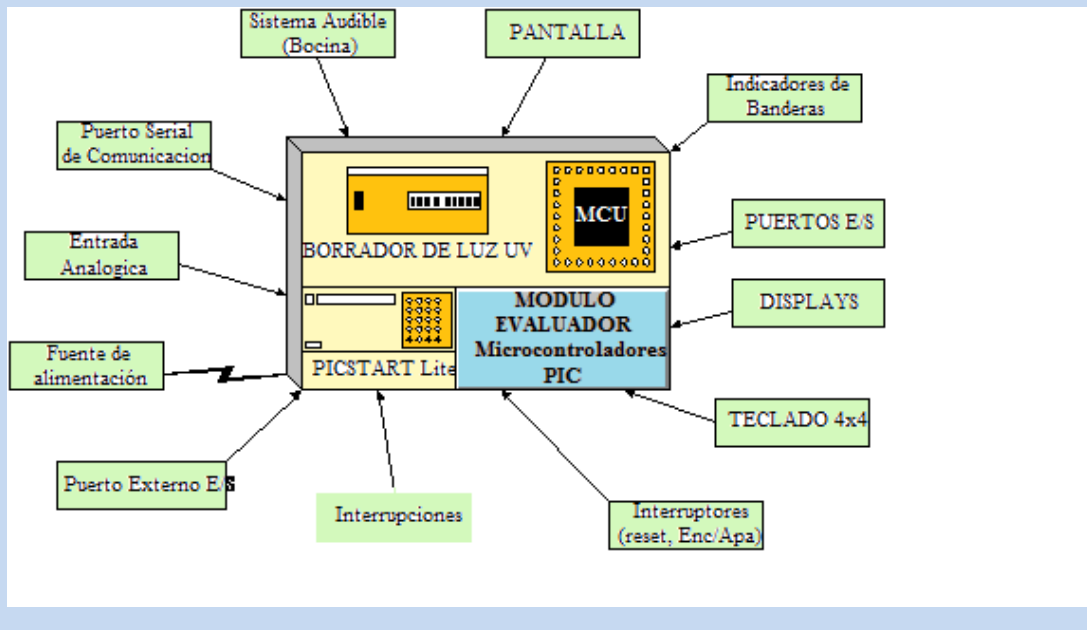 Sistema Audible
(Bocina)
PANTALLA
Indicadores de
Banderas
Puerto Serial
de Comunicacion
PUERTOS E/S
MCU
BORRADOR DE LUZ UV
Entrada
Analogica
DISPLAYS
MODULO
EVALUADOR
Microcontroladores
PIC
PICSTART Lite
Fuente de
alimentación
TECLADO 4x4
Puerto Externo E/S
Interrupciones
Interruptores
(reset, Enc/Apa)